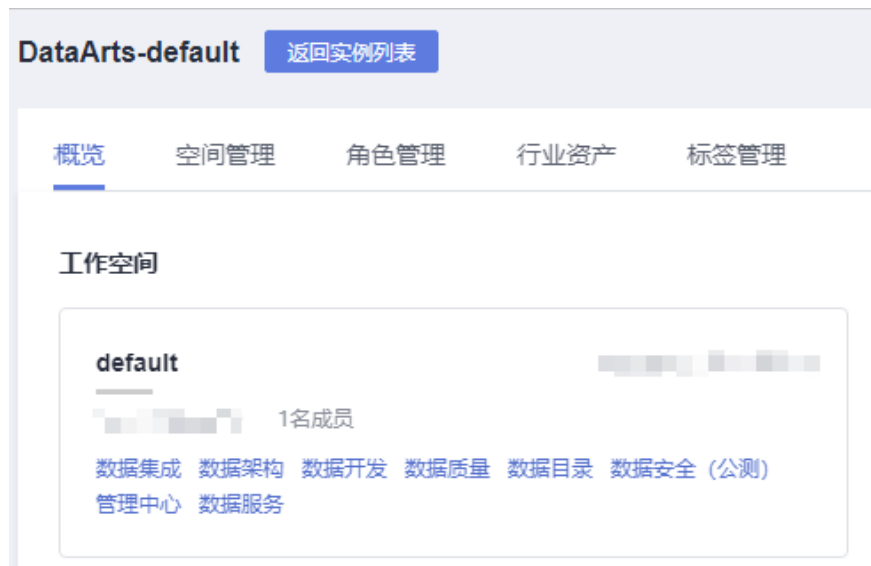 DataArts-default 返回实例列表
概览 空间管理 角色管理 行业资产 标签管理
工作空间
default
1名成员
数据集成 数据架构 数据开发 数据质量 数据目录 数据安全（公测）
管理中心 数据服务